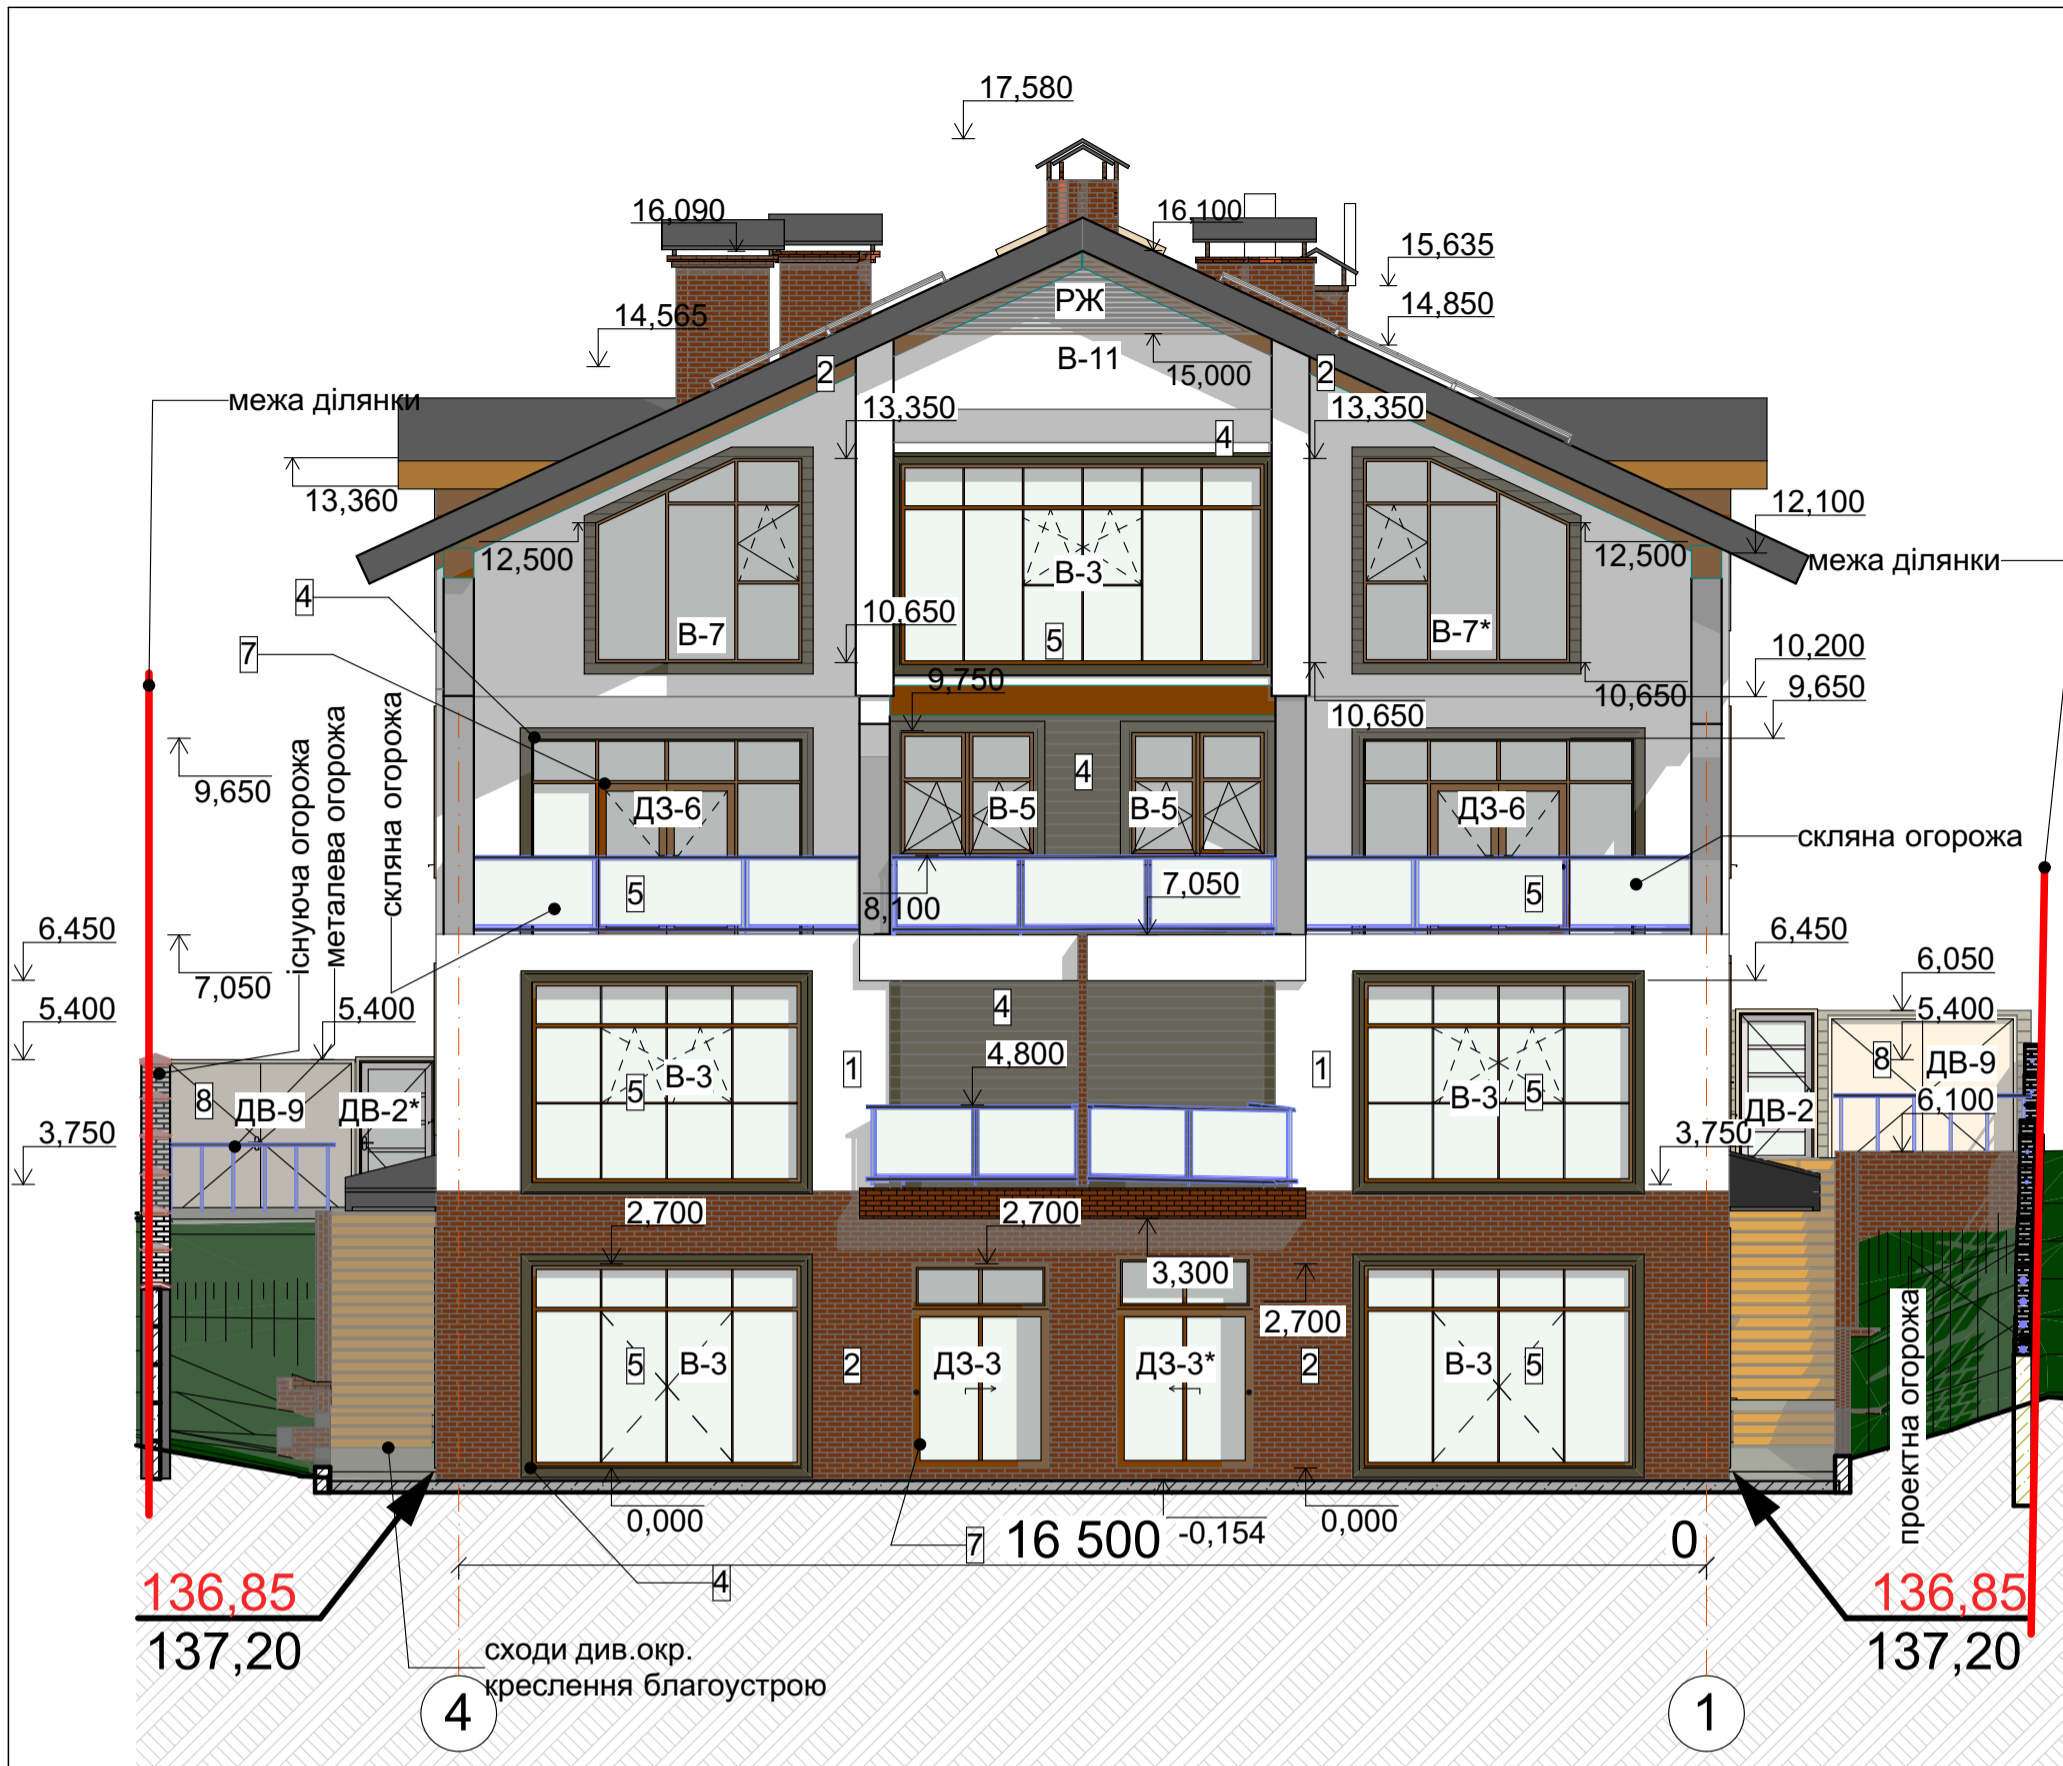 17,580
16,090
16,100
15,635
14,565
14,850
РЖ
В-11
15,000
2
2
межа ділянки
13,350
13,350
4
13,360
12,100
12,500
12,500
межа ділянки
В-3
4
10,650
В-7
5
В-7*
7
9,750
10,200
10,650
9,650
10,650
існуюча огорожа
металева огорожа
скляна огорожа
9,650
4
ДЗ-6
В-5
В-5
ДЗ-6
скляна огорожа
5
8,100
7,050
5
6,450
6,450
7,050
6,050
5,400
5,400
4
5,400
4,800
8
ДВ-9
ДВ-2*
5
В-3
1
1
В-3
5
ДВ-2
8
ДВ-9
6,100
3,750
3,750
2,700
2,700
3,300
2,700
5
В-3
2
ДЗ-3
ДЗ-3*
2
В-3
5
проектна огорожа
0,000
7
16 500
-0,154
0,000
0
4
136,85
137,20
136,85
137,20
сходи див.окр.
креслення благоустрою
4
1